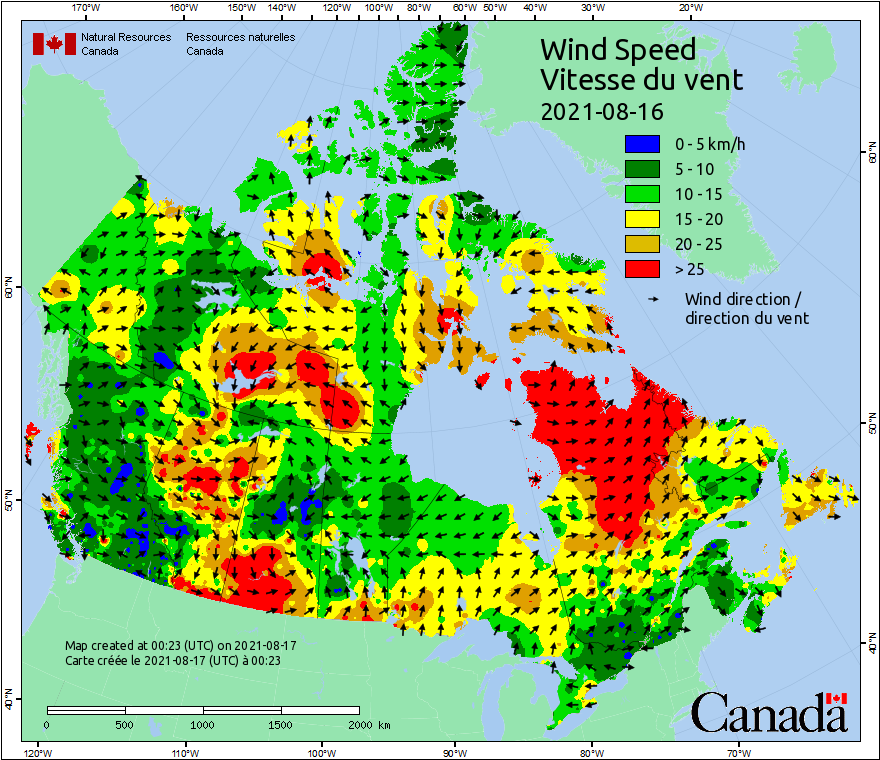 170°W 160°W 150°W 140°W 120°W 100°W 80°W 60°W 50°W 40°W 30°W 20°W
Natural Resources Canada
Ressources naturelles Canada
Wind Speed
Vitesse du vent
2021-08-16
0 - 5 km/h
5 - 10
10 - 15
15 - 20
20 - 25
> 25
Wind direction /
direction du vent
60°N
50°N
40°N
60°N
50°N
40°N
Map created at 00:23 (UTC) on 2021-08-17
Carte créée le 2021-08-17 (UTC) à 00:23
0 500 1000 1500 2000 km
Canada
120°W 110°W 100°W 90°W 80°W 70°W